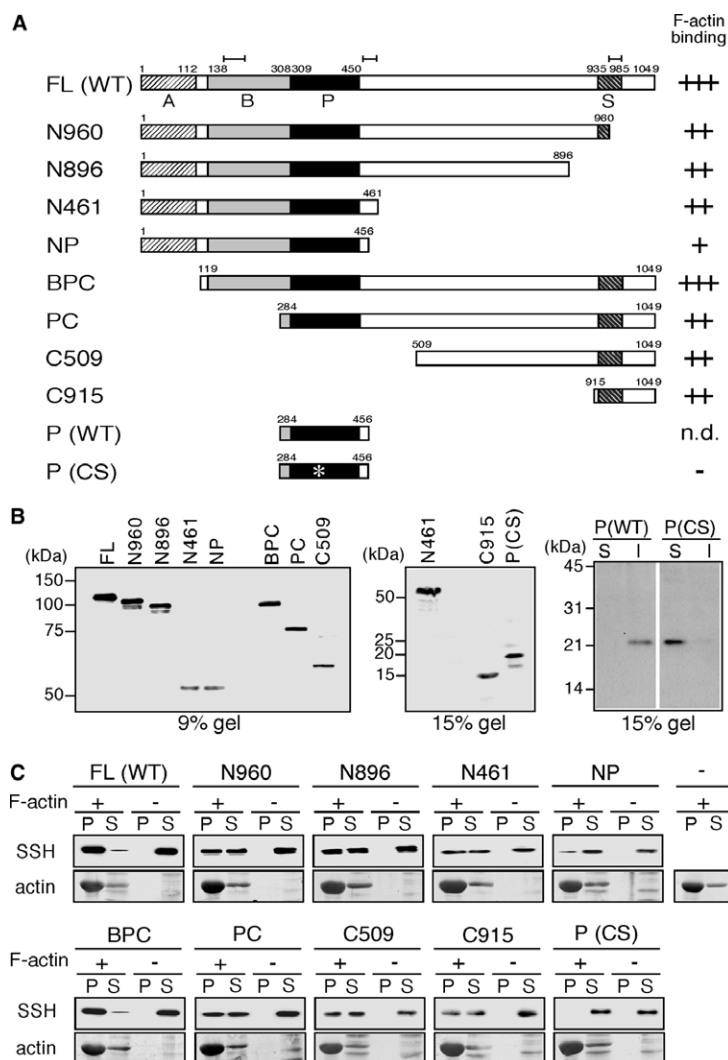 A
F-actin
binding
1 112 138 308 309 450 935 985 1049
FL (WT) +++
A B P S
1 960
N960 ++
1 896
N896 ++
1 461
N461 ++
1 456
NP +
119 1049
BPC +++
284 1049
PC ++
509 1049
C509 ++
915 1049
C915 ++
284 456
P (WT) n.d.
284 456
P (CS) * -
B
(kDa) FL N960 N896 N461 NP BPC PC C509
150
100
75
50
9% gel
(kDa) N461 C915 P(CS)
50
25
20
15
15% gel
(kDa) P(WT) P(CS)
S I S I
45
31
21
14
15% gel
C
FL (WT) N960 N896 N461 NP -
F-actin + - + - + - + - + - +
P S P S P S P S P S P S P S P S P S P S P S
SSH
actin
BPC PC C509 C915 P (CS)
F-actin + - + - + - + - + -
P S P S P S P S P S P S P S P S P S P S
SSH
actin